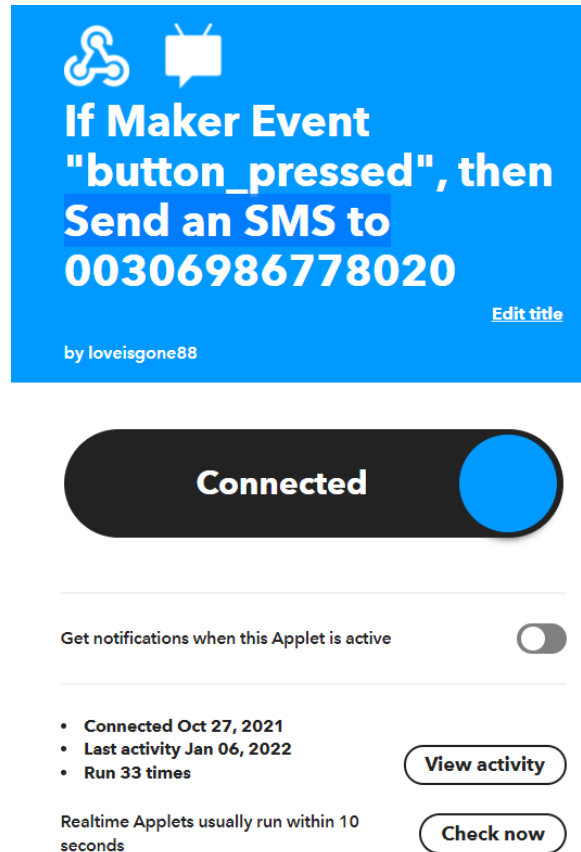 If Maker Event
"button_pressed", then
Send an SMS to
00306986778020
Edit title
by loveisgone88
Connected
Get notifications when this Applet is active
• Connected Oct 27, 2021
• Last activity Jan 06, 2022
• Run 33 times
View activity
Realtime Applets usually run within 10
seconds
Check now